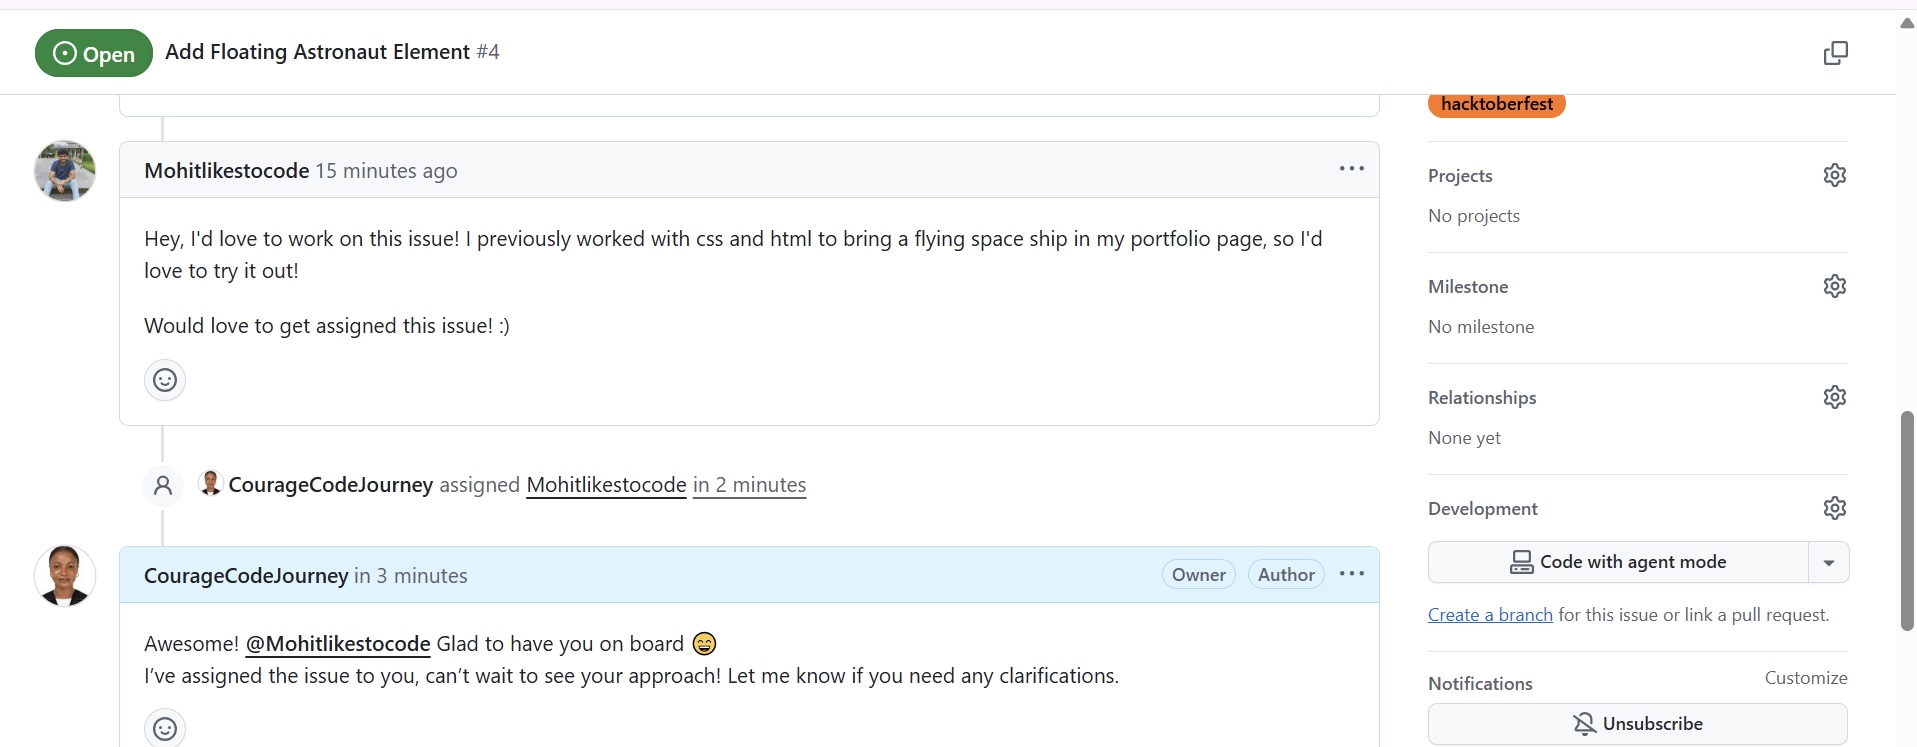 Open
Add Floating Astronaut Element #4
hacktoberfest
Mohitlikestocode 15 minutes ago
Hey, I'd love to work on this issue! I previously worked with css and html to bring a flying space ship in my portfolio page, so I'd
love to try it out!
Would love to get assigned this issue! :)
CourageCodeJourney assigned Mohitlikestocode in 2 minutes
CourageCodeJourney in 3 minutes
Owner
Author
Awesome! @Mohitlikestocode Glad to have you on board 😄
I’ve assigned the issue to you, can’t wait to see your approach! Let me know if you need any clarifications.
Projects
No projects
Milestone
No milestone
Relationships
None yet
Development
Code with agent mode
Create a branch for this issue or link a pull request.
Notifications
Customize
Unsubscribe